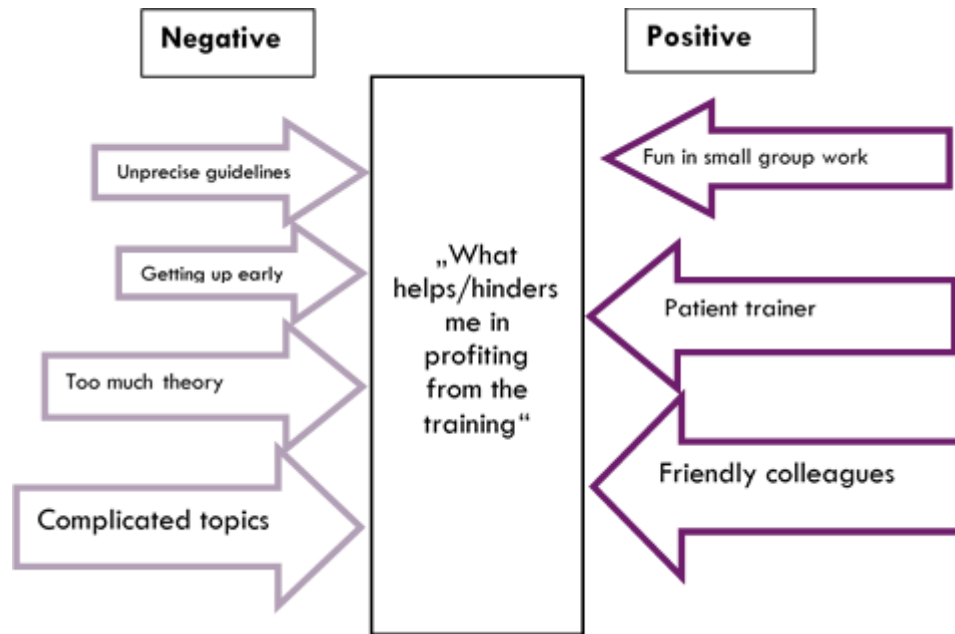 Negative
Positive
Unprecise guidelines
Getting up early
Too much theory
Complicated topics
„What
helps/hinders
me in
profiting
from the
training“
Fun in small group work
Patient trainer
Friendly colleagues